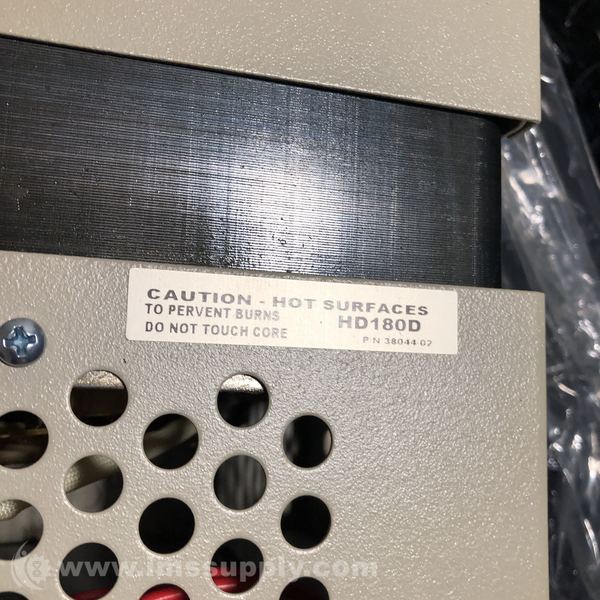 CAUTION - HOT SURFACES
TO PERVENT BURNS
HD180D
DO NOT TOUCH CORE
P/N 38044-02
www.imssupply.com